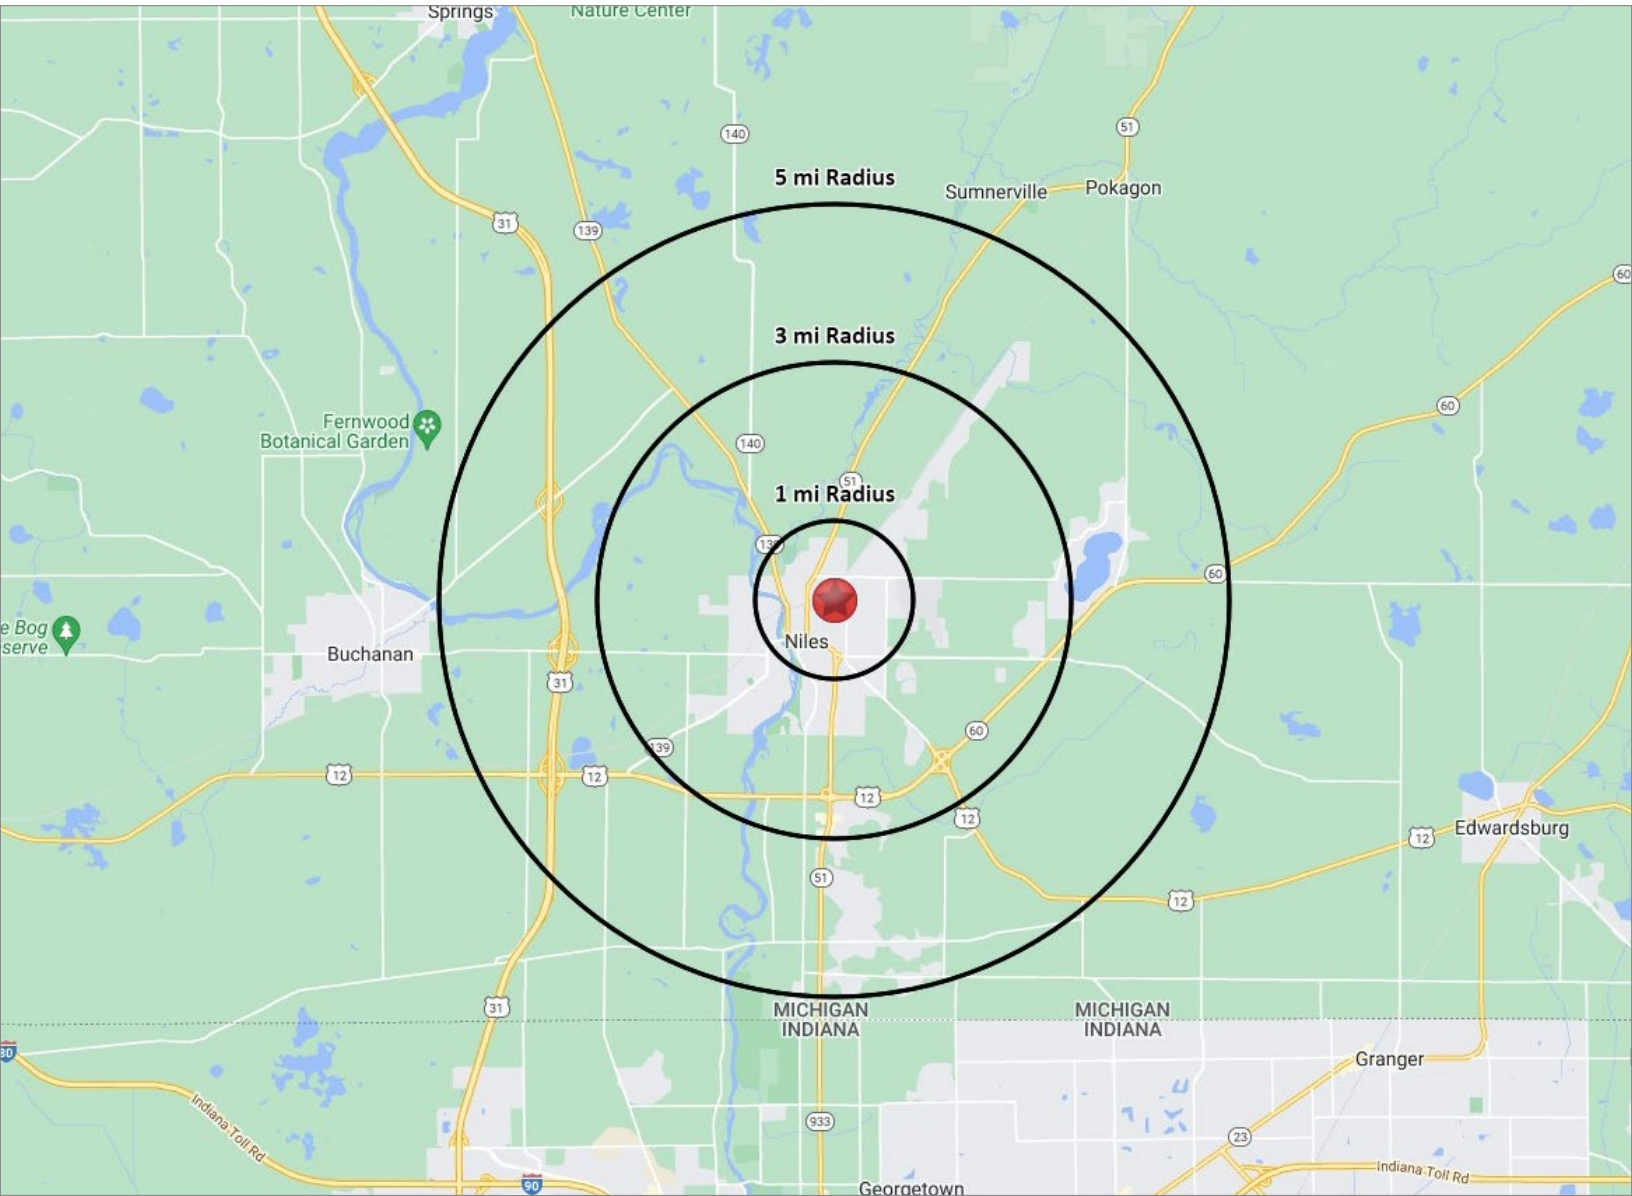 Springs
Nature Center
140
51
5 mi Radius
Sumnerville
Pokagon
31
139
60
3 mi Radius
60
Fernwood
Botanical Garden
140
51
1 mi Radius
139
60
e Bog
serve
Niles
Buchanan
31
60
139
12
12
12
12
Edwardsburg
12
51
12
MICHIGAN
INDIANA
MICHIGAN
INDIANA
31
80
Granger
Indiana Toll Rd
933
23
Indiana Toll Rd
90
Georgetown